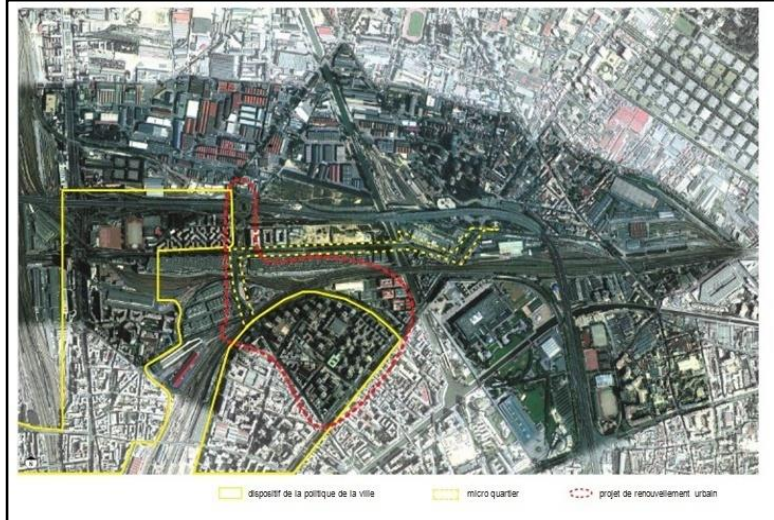 dispositif de la politique de la ville
micro quartier
projet de renouvellement urbain